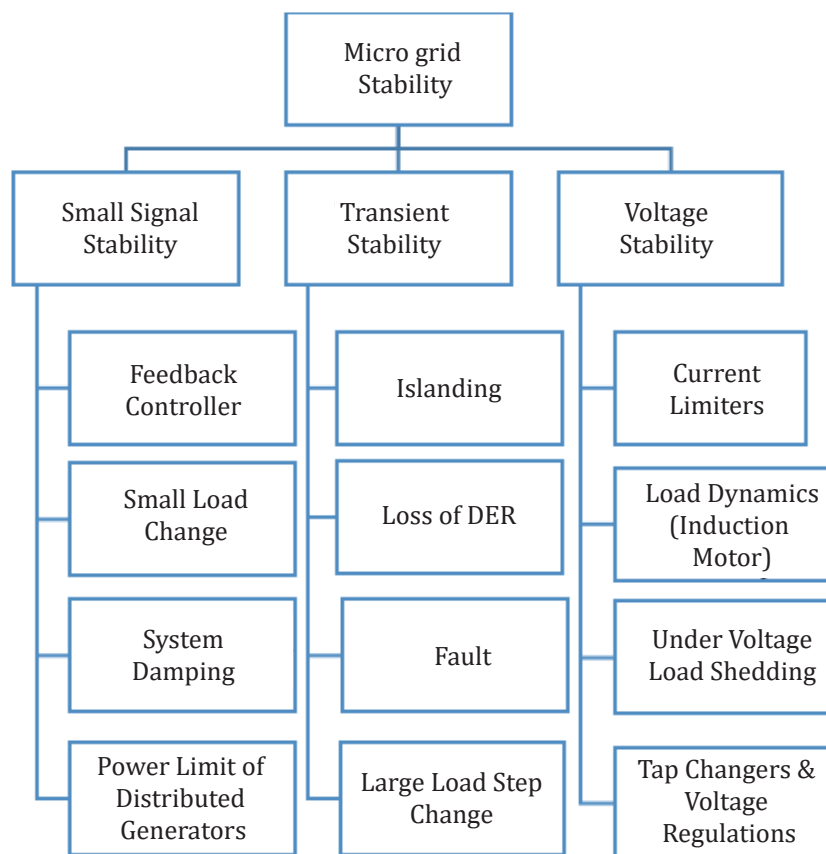 Micro grid
Stability
Small Signal
Stability
Transient
Stability
Voltage
Stability
Feedback
Controller
Small Load
Change
System
Damping
Power Limit of
Distributed
Generators
Islanding
Loss of DER
Fault
Large Load Step
Change
Current
Limiters
Load Dynamics
(Induction
Motor)
Under Voltage
Load Shedding
Tap Changers &
Voltage
Regulations